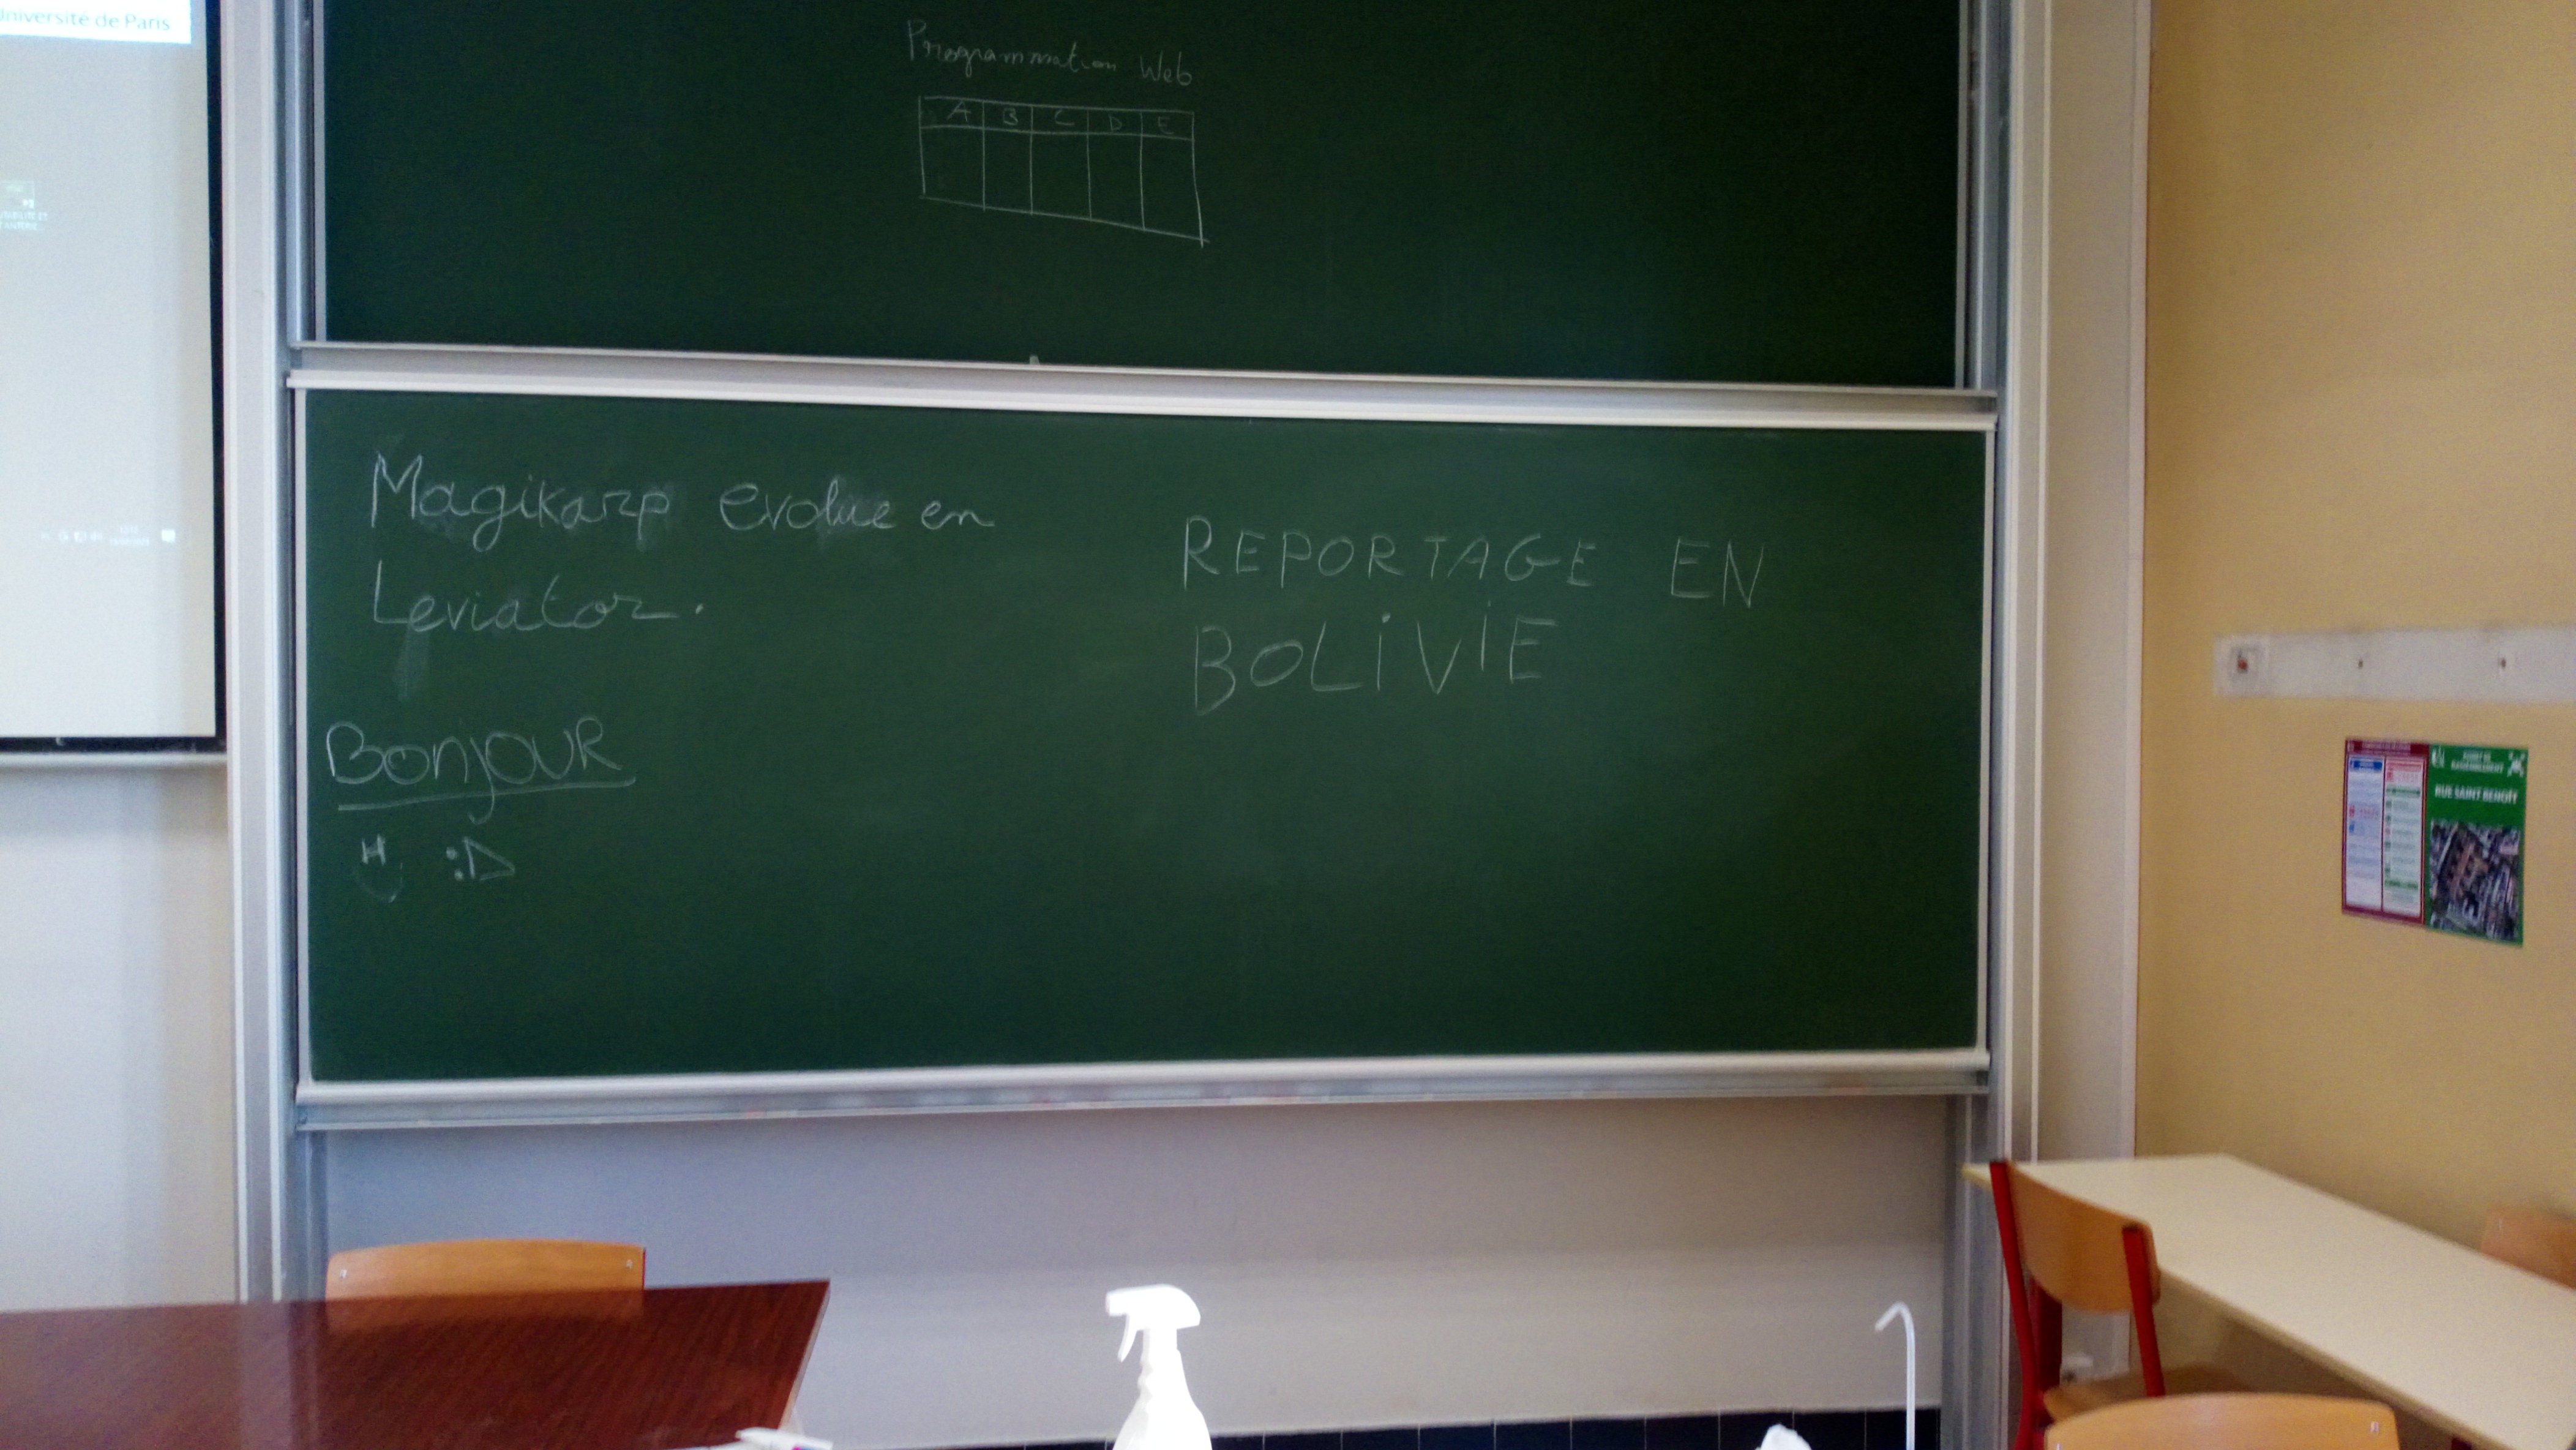 Université de Paris
Programmation Web
A B C D E
Magikarp evolue en
Leviator.
REPORTAGE EN
BOLIVIE
BonjOUR
:D
RUE SAINT BENOÎT